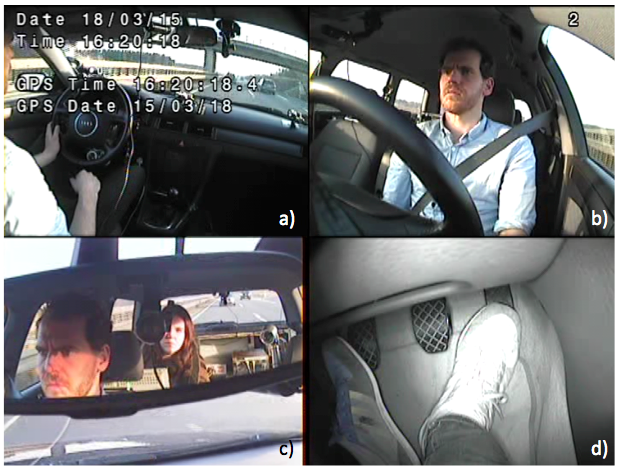 Date 18/03/15
Time 16:20:18
GPS Time 16:20:18.4
GPS Date 15/03/18
a)
2
b)
c)
d)